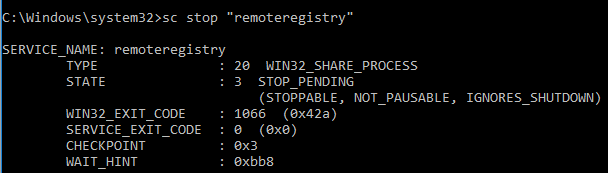 C:\Windows\system32>sc stop "remoteregistry"
SERVICE_NAME: remoteregistry
TYPE : 20 WIN32_SHARE_PROCESS
STATE : 3 STOP_PENDING
(STOPPABLE, NOT_PAUSABLE, IGNORES_SHUTDOWN)
WIN32_EXIT_CODE : 1066 (0x42a)
SERVICE_EXIT_CODE : 0 (0x0)
CHECKPOINT : 0x3
WAIT_HINT : 0xbb8